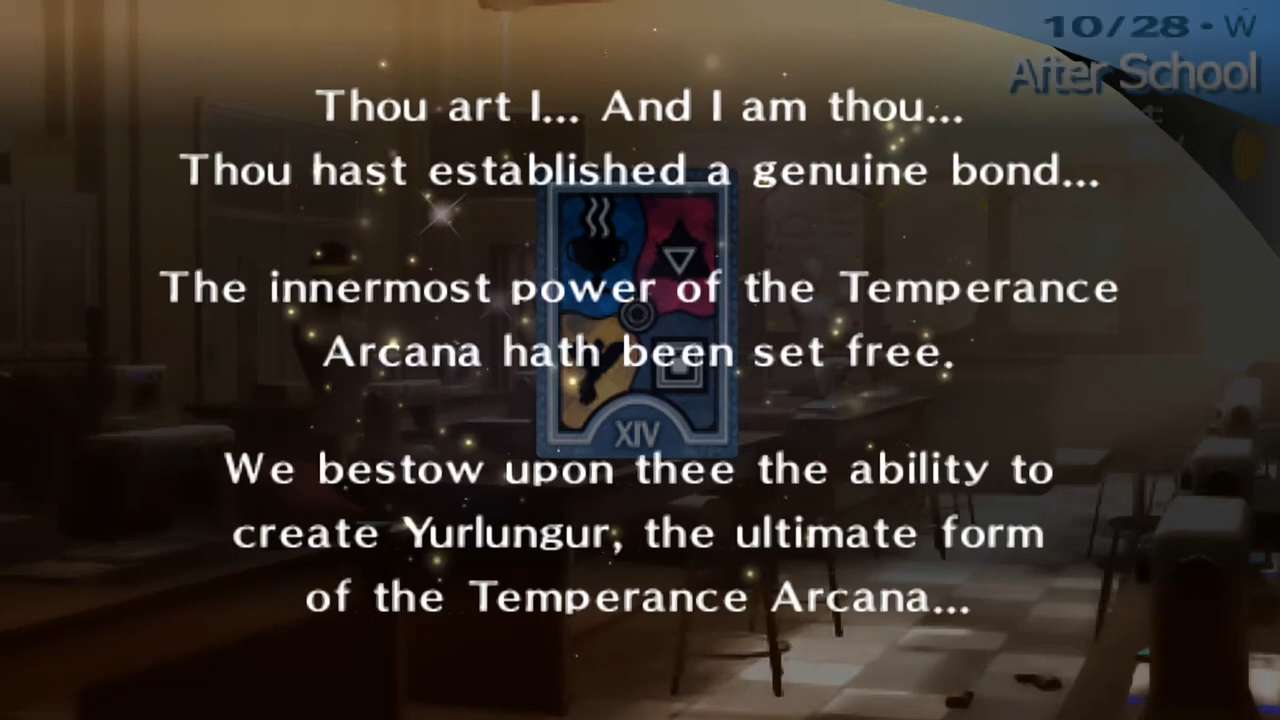 10/28 • W
After School
Thou art I... And I am thou...
Thou hast established a genuine bond...
The innermost power of the Temperance
Arcana hath been set free.
XIV
We bestow upon thee the ability to
create Yurlungur, the ultimate form
of the Temperance Arcana...